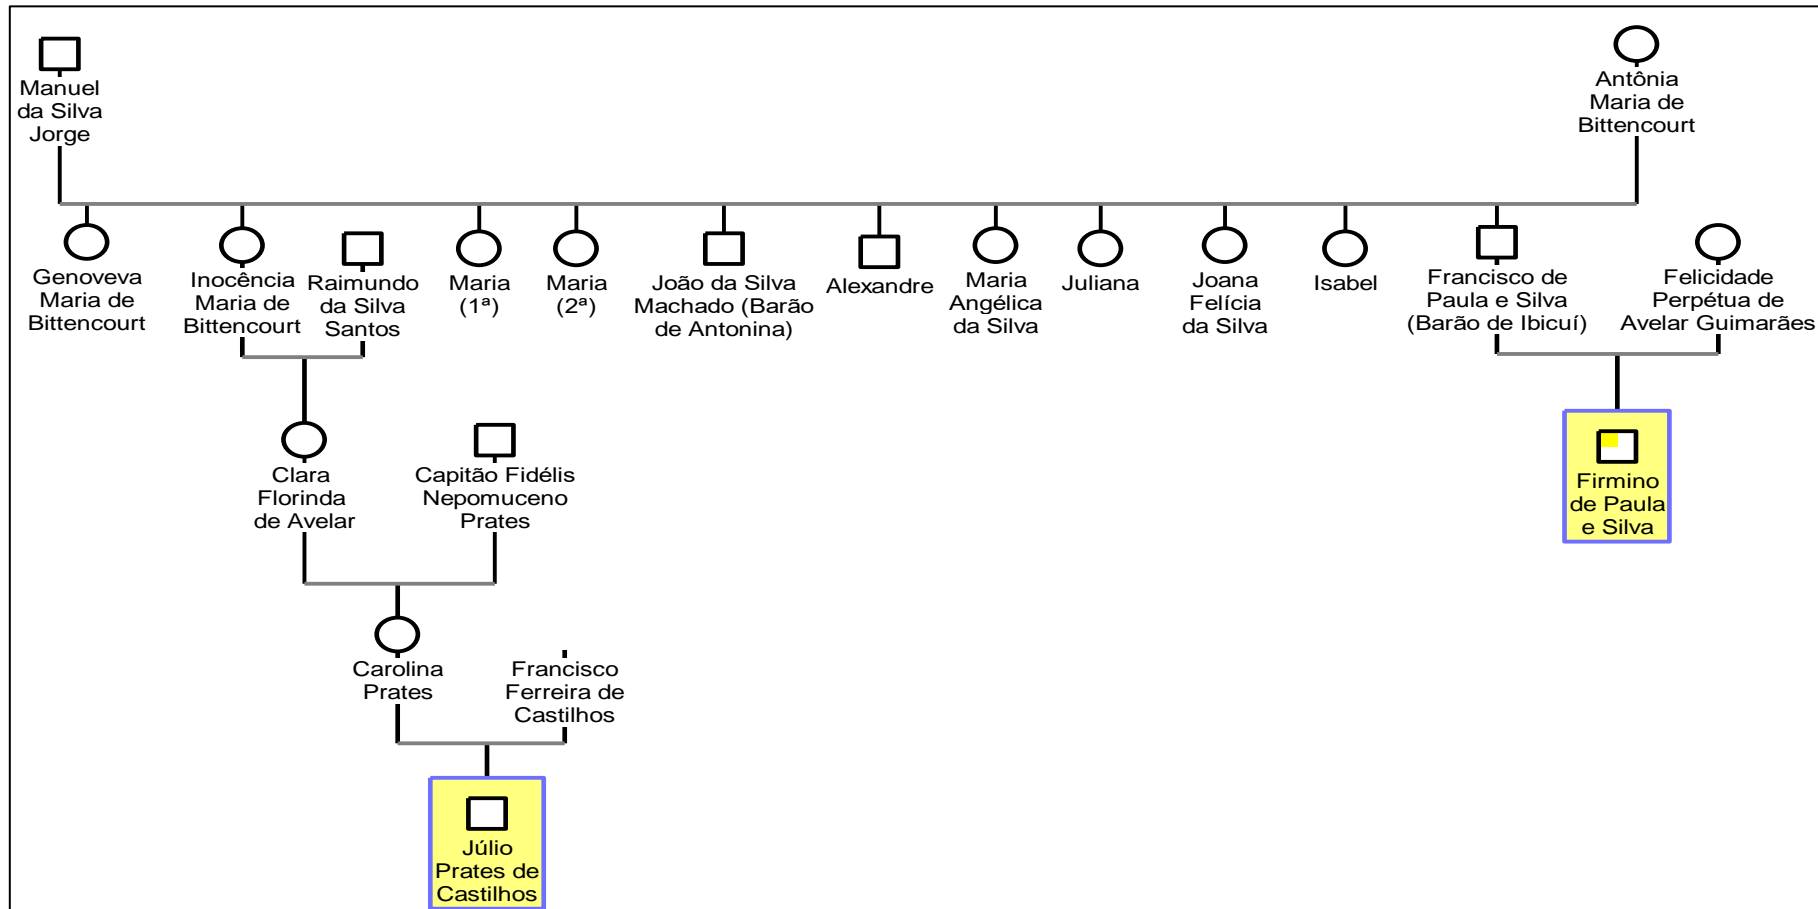 Manuel
da Silva
Jorge
Antônia
Maria de
Bittencourt
Genoveva
Maria de
Bittencourt
Inocência
Maria de
Bittencourt
Raimundo
da Silva
Santos
Maria
(1ª)
Maria
(2ª)
João da Silva
Machado (Barão
de Antonina)
Alexandre
Maria
Angélica
da Silva
Juliana
Joana
Felícia
da Silva
Isabel
Francisco de
Paula e Silva
(Barão de Ibicuí)
Felicidade
Perpétua de
Avelar Guimarães
Clara
Florinda
de Avelar
Capitão Fidélis
Nepomuceno
Prates
Firmino
de Paula
e Silva
Carolina
Prates
Francisco
Ferreira de
Castilhos
Júlio
Prates de
Castilhos